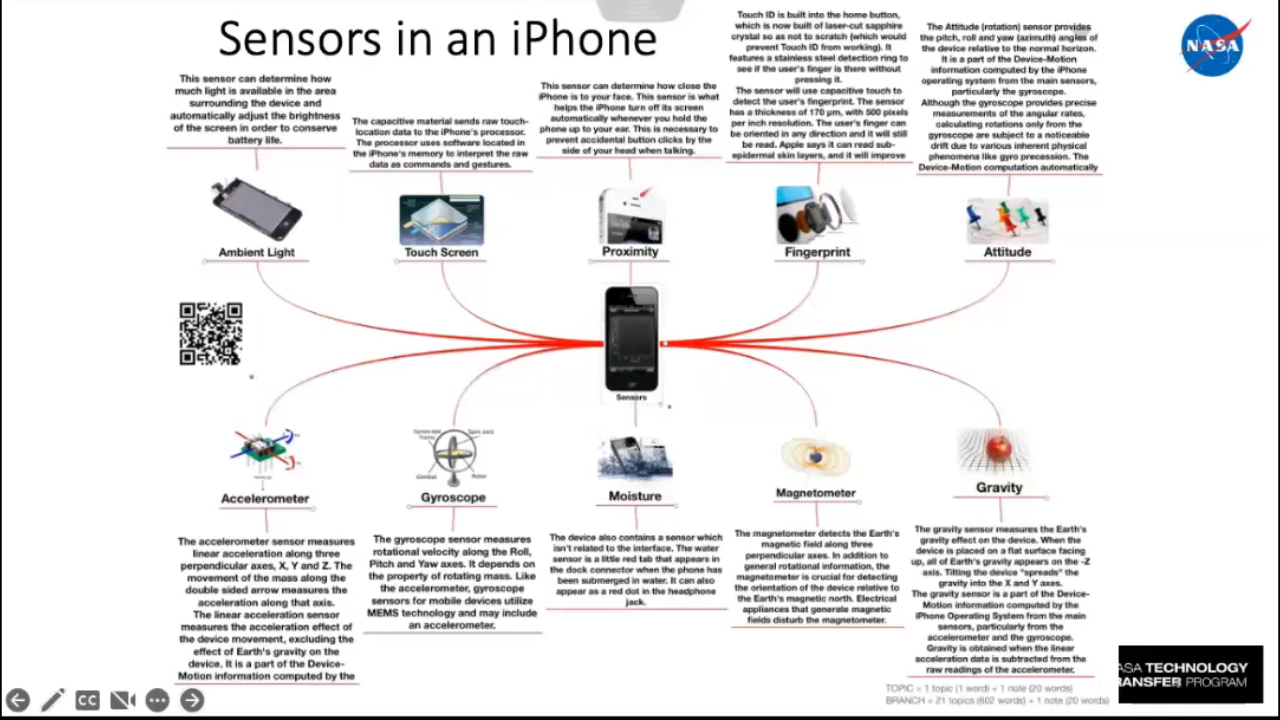 Sensors in an iPhone
NASA
This sensor can determine how
much light is available in the area
surrounding the device and
automatically adjust the brightness
of the screen in order to conserve
battery life.
Ambient Light
The capacitive material sends raw touch-
location data to the iPhone's processor.
The processor uses software located in
the iPhone's memory to interpret the raw
data as commands and gestures.
Touch Screen
This sensor can determine how close the
iPhone is to your face. This sensor is what
helps the iPhone turn off its screen
automatically whenever you hold the
phone up to your ear. This is necessary to
prevent accidental button clicks by the
side of your head when talking.
Proximity
Touch ID is built into the home button,
which is now built of laser-cut sapphire
crystal so as not to scratch (which would
prevent Touch ID from working). It
features a stainless steel detection ring to
see if the user's finger is there without
pressing it.
The sensor will use capacitive touch to
detect the user's fingerprint. The sensor
has a thickness of 170 µm, with 500 pixels
per inch resolution. The user's finger can
be oriented in any direction and it will still
be read. Apple says it can read sub-
epidermal skin layers, and it will improve
Fingerprint
The Attitude (rotation) sensor provides
the pitch, roll and yaw (azimuth) angles of
the device relative to the normal horizon.
It is a part of the Device-Motion
information computed by the iPhone
operating system from the main sensors,
particularly the gyroscope.
Although the gyroscope provides precise
measurements of the angular rates,
calculating rotations only from the
gyroscope are subject to a noticeable
drift due to various inherent physical
phenomena like gyro precession. The
Device-Motion computation automatically
Attitude
Sensors
Accelerometer
The accelerometer sensor measures
linear acceleration along three
perpendicular axes, X, Y and Z. The
movement of the mass along the
double sided arrow measures the
acceleration along that axis.
The linear acceleration sensor
measures the acceleration effect of
the device movement, excluding the
effect of Earth's gravity on the
device. It is a part of the Device-
Motion information computed by the
Gyroscope
frame
Spin axis
Gimbal
Rotor
Gyroscope
The gyroscope sensor measures
rotational velocity along the Roll,
Pitch and Yaw axes. It depends on
the property of rotating mass. Like
the accelerometer, gyroscope
sensors for mobile devices utilize
MEMS technology and may include
an accelerometer.
Moisture
The device also contains a sensor which
isn't related to the interface. The water
sensor is a little red tab that appears in
the dock connector when the phone has
been submerged in water. It can also
appear as a red dot in the headphone
jack.
Magnetometer
The magnetometer detects the Earth's
magnetic field along three
perpendicular axes. In addition to
general rotational information, the
magnetometer is crucial for detecting
the orientation of the device relative to
the Earth's magnetic north. Electrical
appliances that generate magnetic
fields disturb the magnetometer.
Gravity
The gravity sensor measures the Earth's
gravity effect on the device. When the
device is placed on a flat surface facing
up, all of Earth's gravity appears on the -Z
axis. Tilting the device "spreads" the
gravity into the X and Y axes.
The gravity sensor is a part of the Device-
Motion information computed by the
iPhone Operating System from the main
sensors, particularly from the
accelerometer and the gyroscope.
Gravity is obtained when the linear
acceleration data is subtracted from the
raw readings of the accelerometer.
TOPIC = 1 topic (1 word) + 1 note (20 words)
BRANCH = 21 topics (602 words) + 1 note (20 words)
ASA TECHNOLOGY
RANSFER PROGRAM
CC